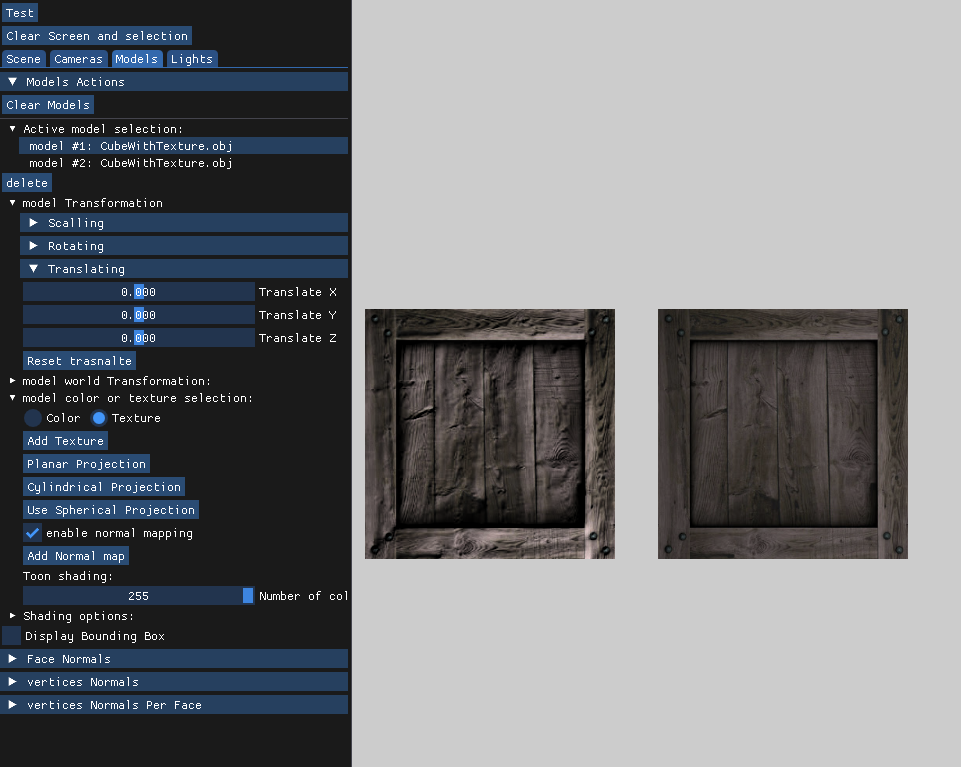 Test
Clear Screen and selection
Scene Cameras Models Lights
Models Actions
Clear Models
Active model selection:
model #1: CubeWithTexture.obj
model #2: CubeWithTexture.obj
delete
model Transformation
Scalling
Rotating
Translating
0.000 Translate X
0.000 Translate Y
0.000 Translate Z
Reset trasnalte
model world Transformation:
model color or texture selection:
Color Texture
Add Texture
Planar Projection
Cylindrical Projection
Use Spherical Projection
enable normal mapping
Add Normal map
Toon shading:
255 Number of col
Shading options:
Display Bounding Box
Face Normals
vertices Normals
vertices Normals Per Face